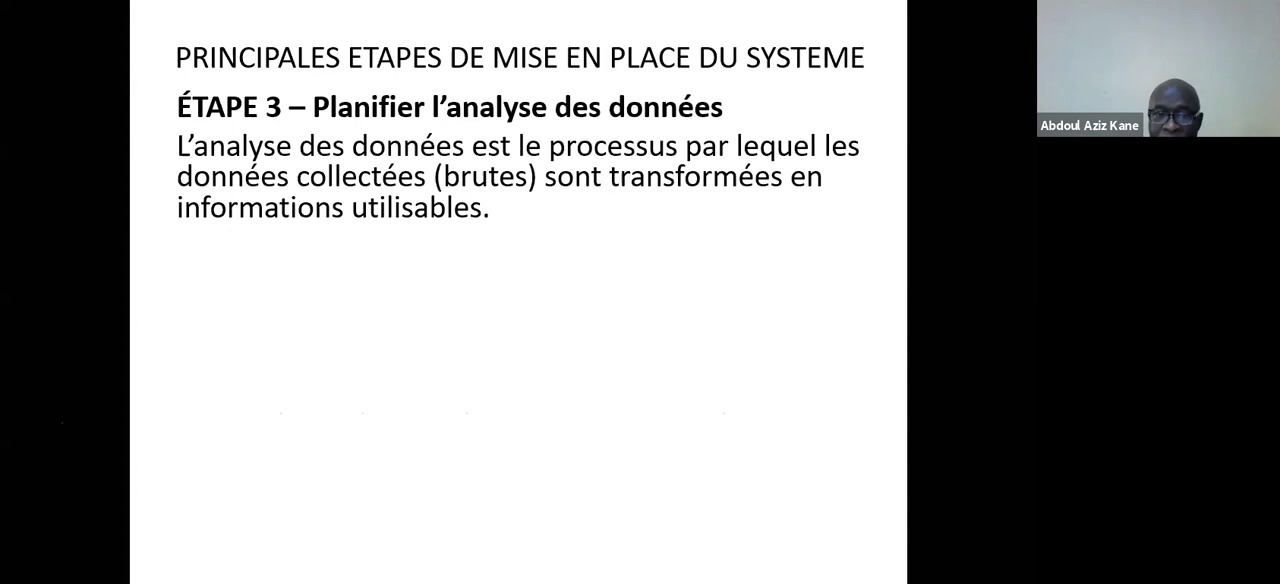 PRINCIPALES ETAPES DE MISE EN PLACE DU SYSTEME
ÉTAPE 3 – Planifier l’analyse des données
L’analyse des données est le processus par lequel les
données collectées (brutes) sont transformées en
informations utilisables.
Abdoul Aziz Kane